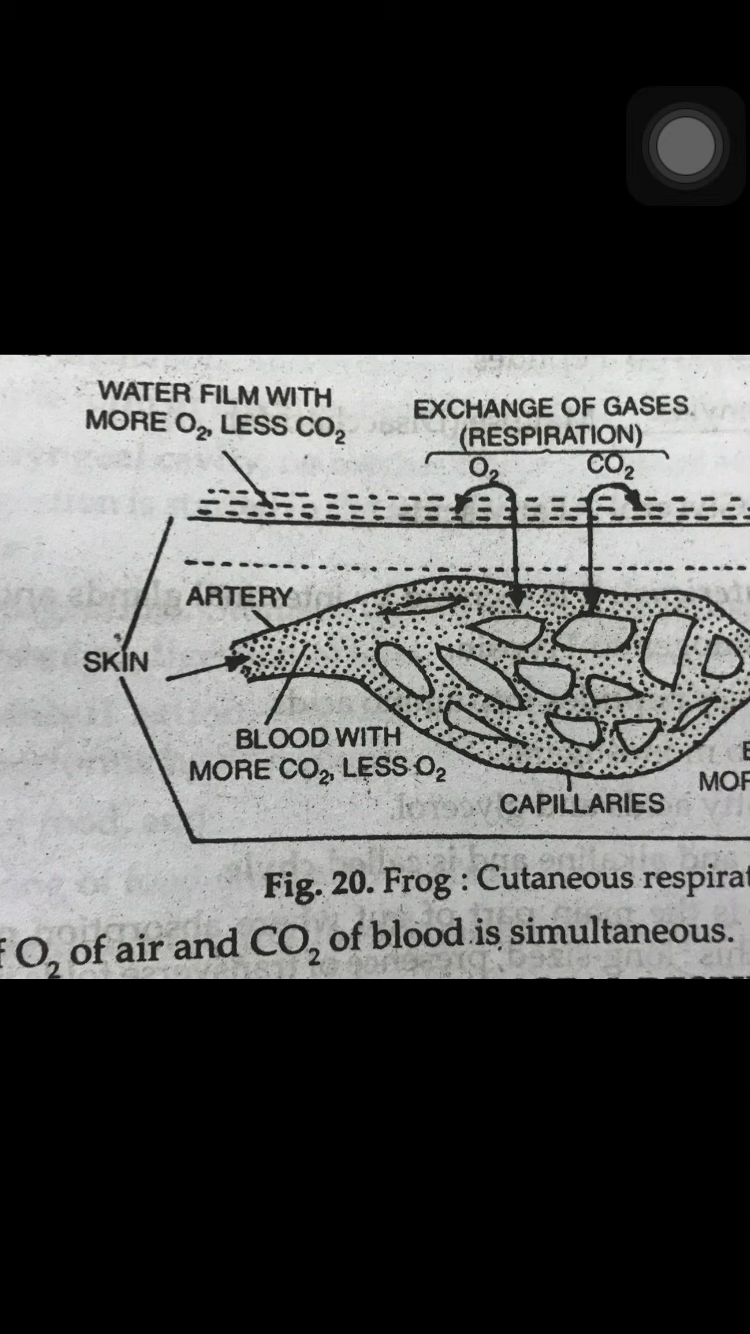 WATER FILM WITH
MORE O₂, LESS CO₂
EXCHANGE OF GASES
(RESPIRATION)
O₂ CO₂
ARTERY
SKIN
BLOOD WITH
MORE CO₂, LESS O₂
CAPILLARIES
Fig. 20. Frog : Cutaneous respirat
O₂ of air and CO₂ of blood is simultaneous.